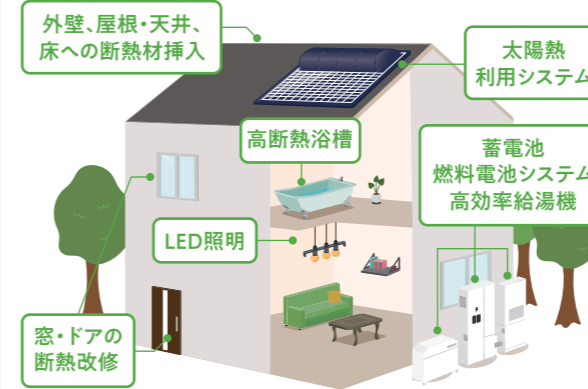 外壁、屋根・天井、
床への断熱材挿入
太陽熱
利用システム
高断熱浴槽
蓄電池
燃料電池システム
高効率給湯機
LED照明
窓・ドアの
断熱改修